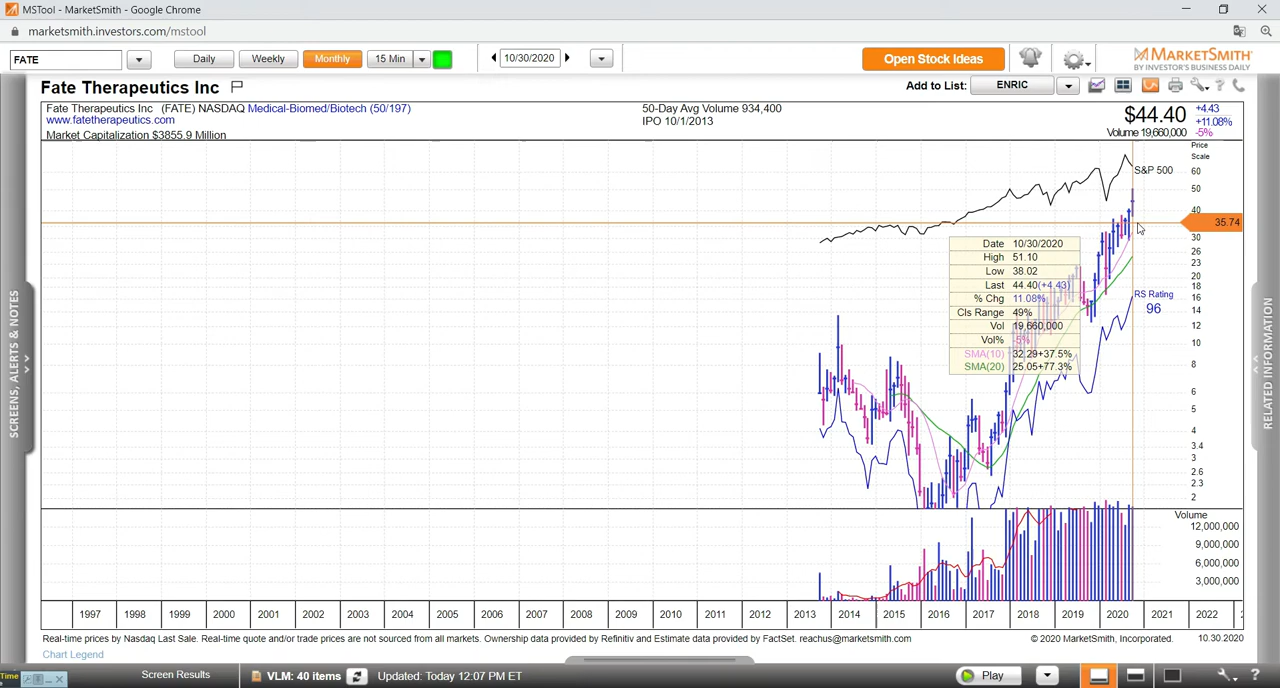 MSTool - MarketSmith - Google Chrome
marketsmith.investors.com/mstool
FATE
Daily
Weekly
Monthly
15 Min
10/30/2020
Open Stock Ideas
MARKETSMITH
BY INVESTOR'S BUSINESS DAILY
Fate Therapeutics Inc
Add to List:
ENRIC
Fate Therapeutics Inc (FATE) NASDAQ Medical-Biomed/Biotech (50/197)
www.fatetherapeutics.com
Market Capitalization $3855.9 Million
50-Day Avg Volume 934,400
IPO 10/1/2013
$44.40
+4.43
+11.08%
Volume 19,660,000
-5%
Price
Scale
S&P 500
60
50
40
35.74
30
26
23
20
18
16
14
12
10
8
6
5
4
3.4
3
2.6
2.3
2
RS Rating
96
Date 10/30/2020
High 51.10
Low 38.02
Last 44.40(+4.43)
% Chg 11.08%
Cls Range 49%
Vol 19,660,000
Vol% -5%
SMA(10) 32.29+37.5%
SMA(20) 25.05+77.3%
Volume
12,000,000
9,000,000
6,000,000
3,000,000
1997 1998 1999 2000 2001 2002 2003 2004 2005 2006 2007 2008 2009 2010 2011 2012 2013 2014 2015 2016 2017 2018 2019 2020 2021 2022
Real-time prices by Nasdaq Last Sale. Real-time quote and/or trade prices are not sourced from all markets. Ownership data provided by Refinitiv and Estimate data provided by FactSet. reachus@marketsmith.com
© 2020 MarketSmith, Incorporated.
10.30.2020
Chart Legend
SCREENS, ALERTS & NOTES
RELATED INFORMATION
Time
Screen Results
VLM: 40 items
Updated: Today 12:07 PM ET
Play